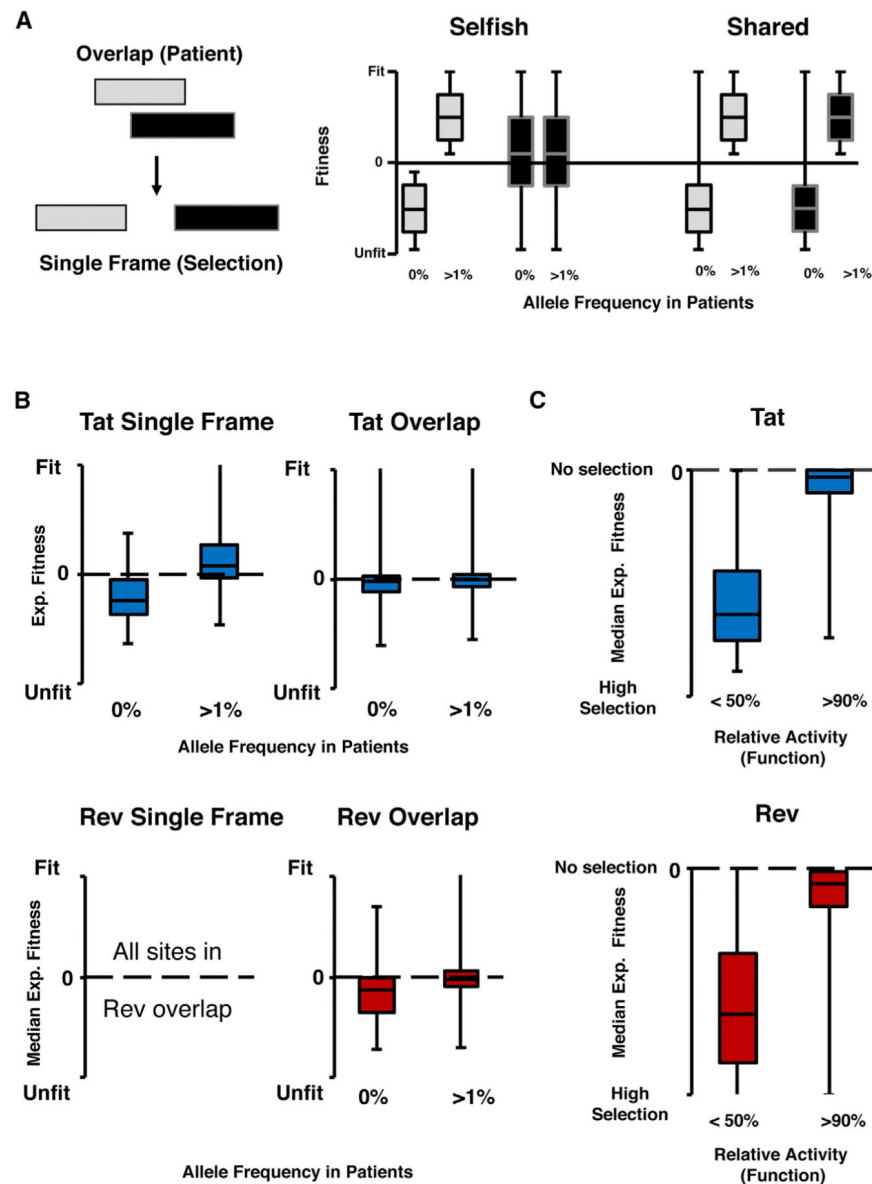 A
Overlap (Patient)
Single Frame (Selection)
Selfish
Shared
Fit
0
Unfit
Ftiness
0%
>1%
0%
>1%
0%
>1%
0%
>1%
Allele Frequency in Patients
B
Tat Single Frame
Tat Overlap
Fit
0
Unfit
Exp. Fitness
0%
>1%
Fit
0
Unfit
0%
>1%
Allele Frequency in Patients
Rev Single Frame
Rev Overlap
Fit
0
Unfit
Median Exp. Fitness
All sites in
Rev overlap
Fit
0
Unfit
0%
>1%
Allele Frequency in Patients
C
Tat
No selection
0
Median Exp. Fitness
High
Selection
< 50%
>90%
Relative Activity
(Function)
Rev
No selection
0
Median Exp. Fitness
High
Selection
< 50%
>90%
Relative Activity
(Function)